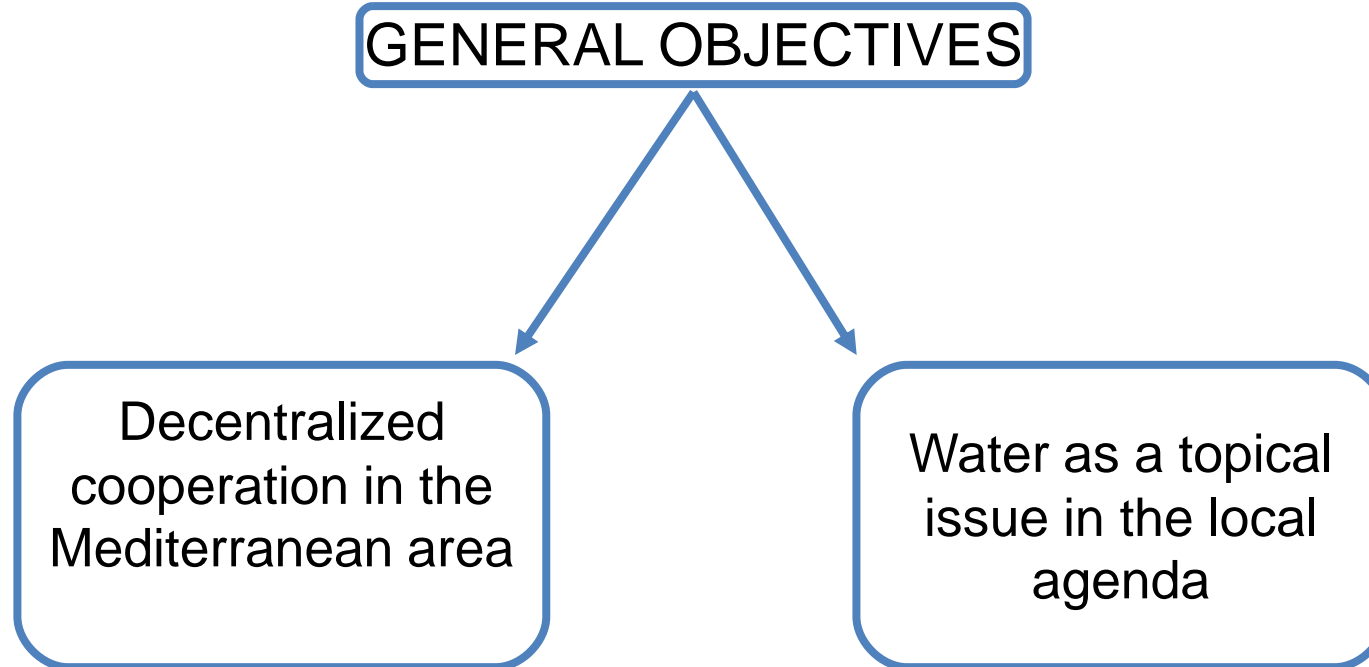 GENERAL OBJECTIVES
Decentralized
cooperation in the
Mediterranean area
Water as a topical
issue in the local
agenda